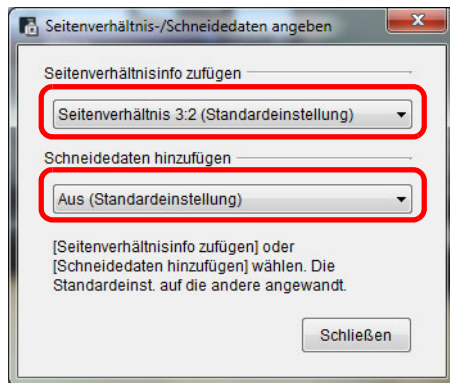 Seitenverhältnis-/Schneidedaten angeben
Seitenverhältnisinfo zufügen
Seitenverhältnis 3:2 (Standardeinstellung)
Schneidedaten hinzufügen
Aus (Standardeinstellung)
[Seitenverhältnisinfo zufügen] oder
[Schneidedaten hinzufügen] wählen. Die
Standardeinst. auf die andere angewandt.
Schließen